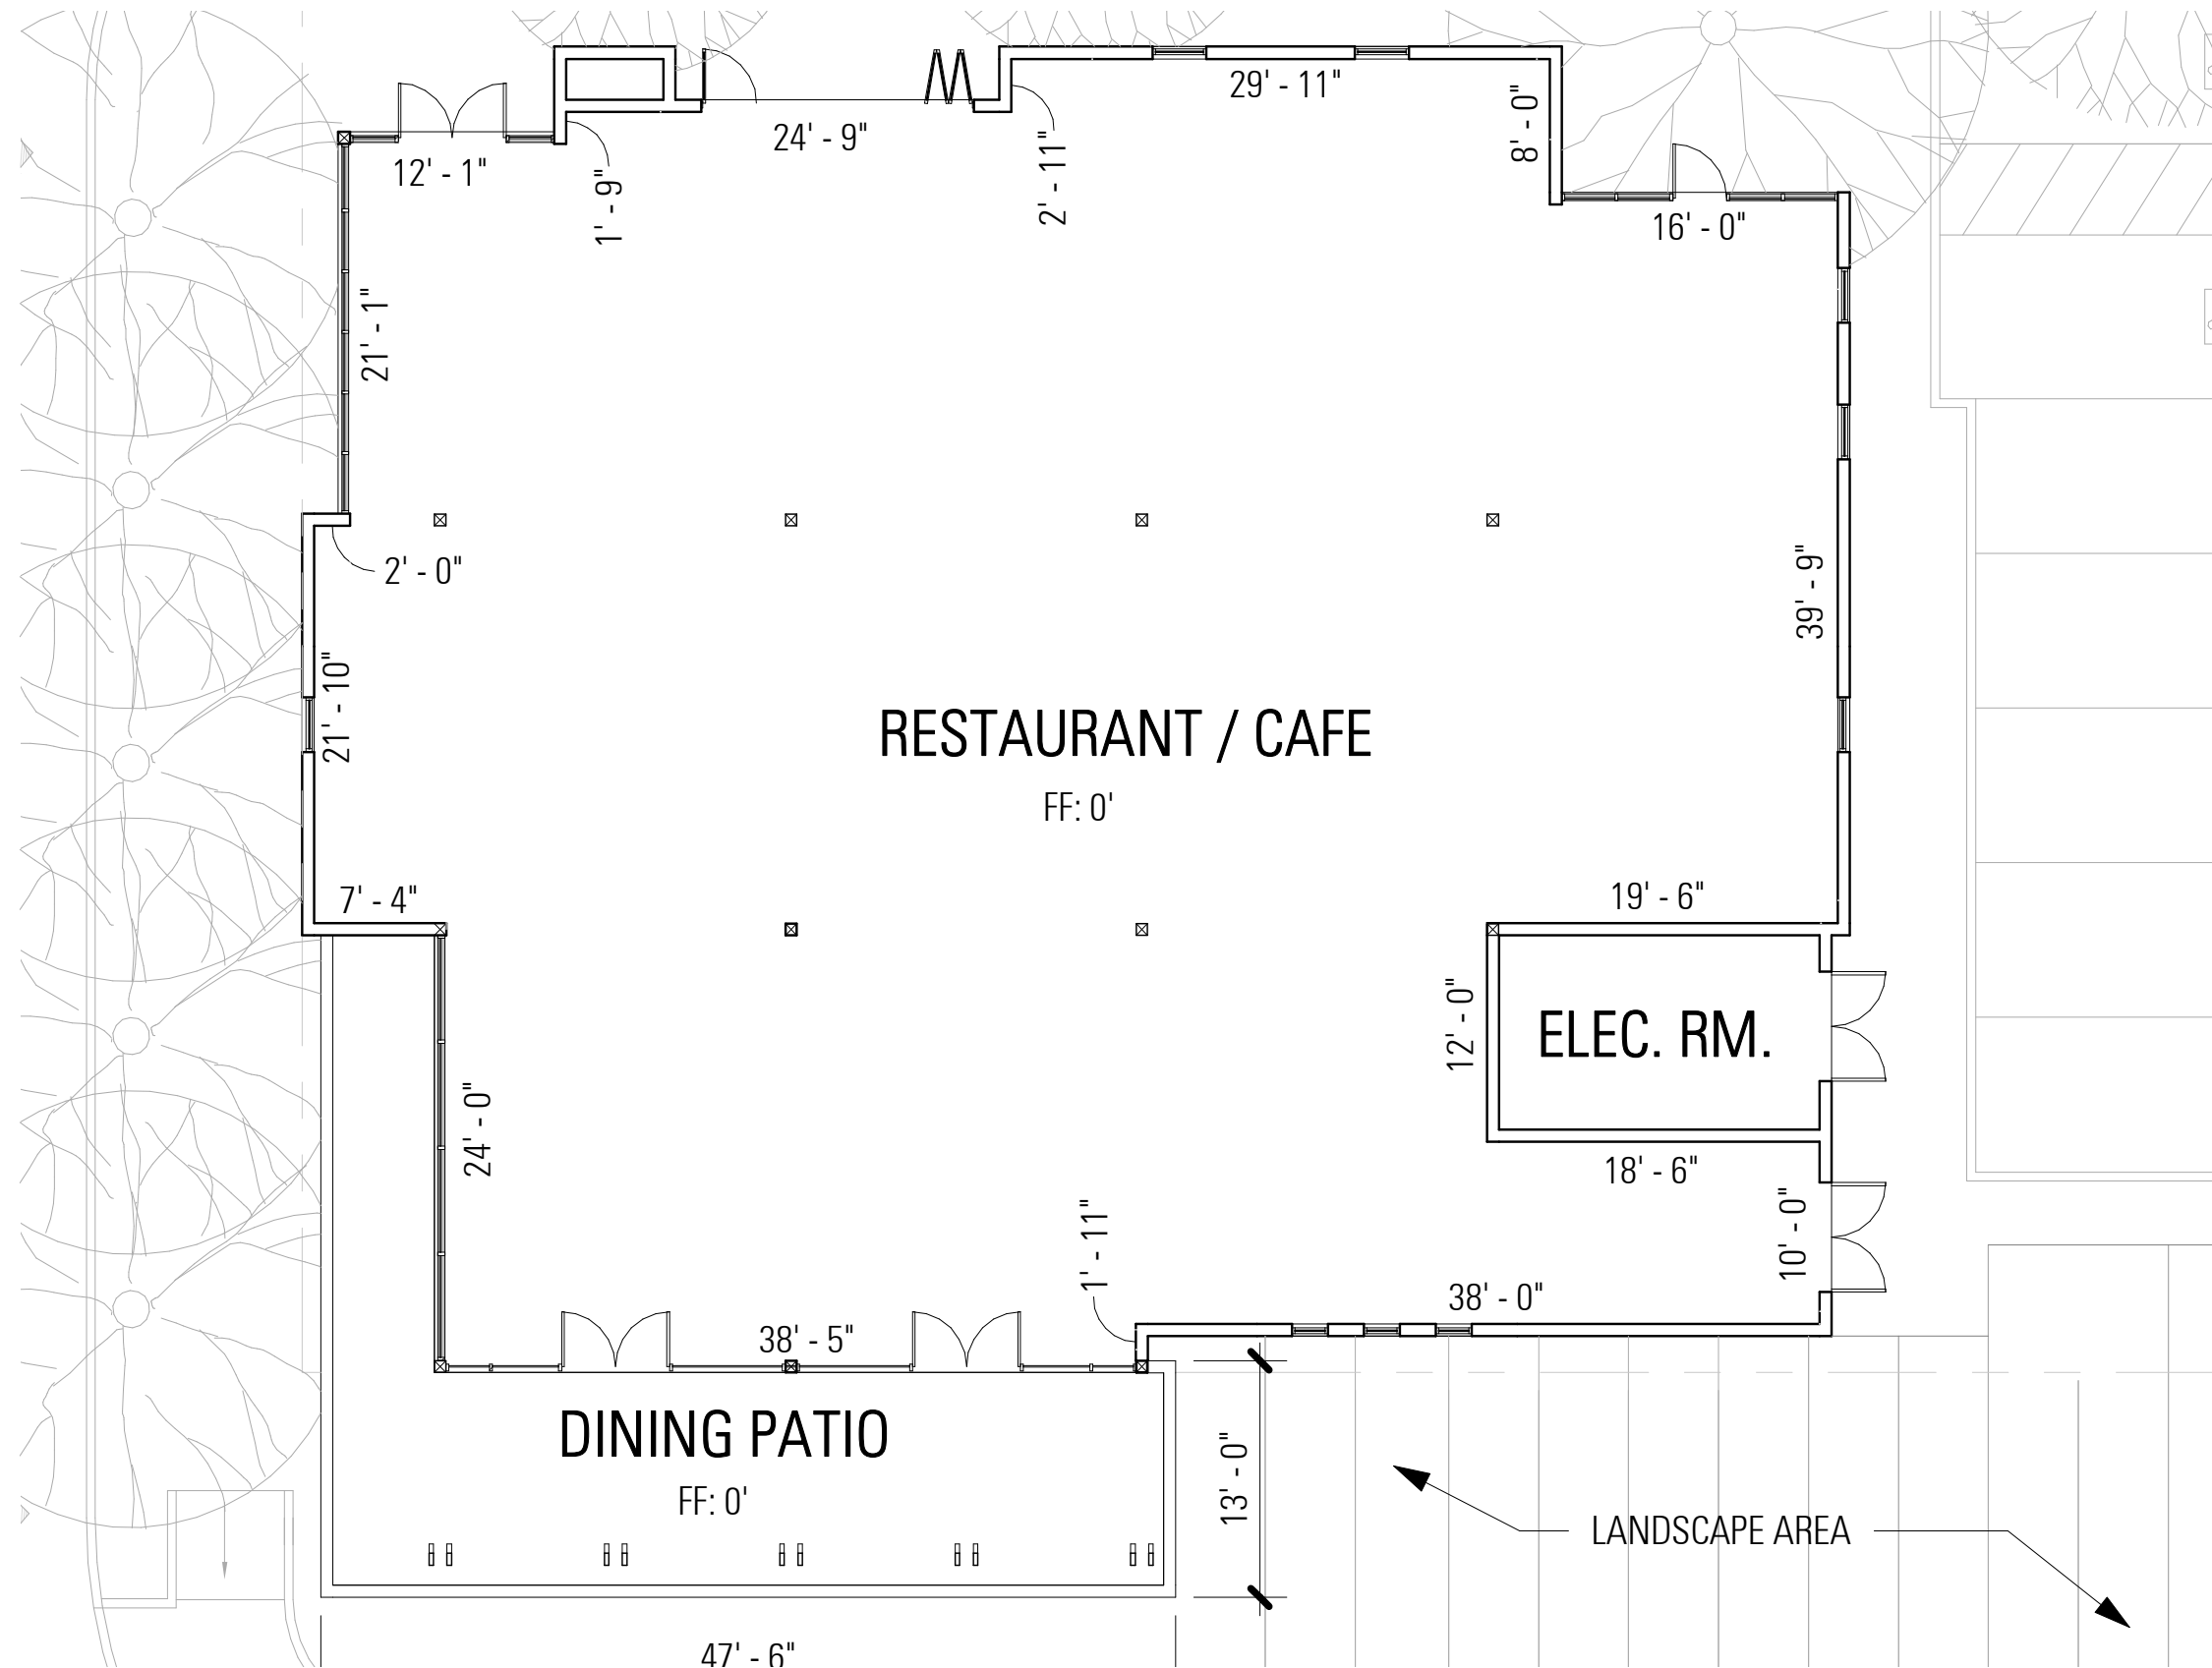 29' - 11"
24' - 9"
8' - 0"
12' - 1"
1' - 9"
2' - 11"
16' - 0"
21' - 1"
2' - 0"
39' - 9"
21' - 10"
RESTAURANT / CAFE
FF: 0'
7' - 4"
19' - 6"
12' - 0"
ELEC. RM.
24' - 0"
18' - 6"
1' - 11"
10' - 0"
38' - 0"
38' - 5"
DINING PATIO
FF: 0'
13' - 0"
LANDSCAPE AREA
47' - 6"